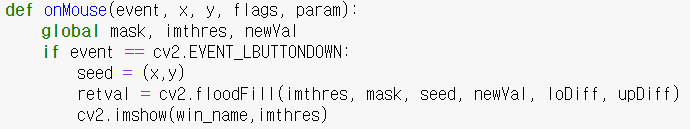 def onMouse(event, x, y, flags, param):
    global mask, imthres, newVal
    if event == cv2.EVENT_LBUTTONDOWN:
        seed = (x,y)
        retval = cv2.floodFill(imthres, mask, seed, newVal, loDiff, upDiff)
        cv2.imshow(win_name,imthres)